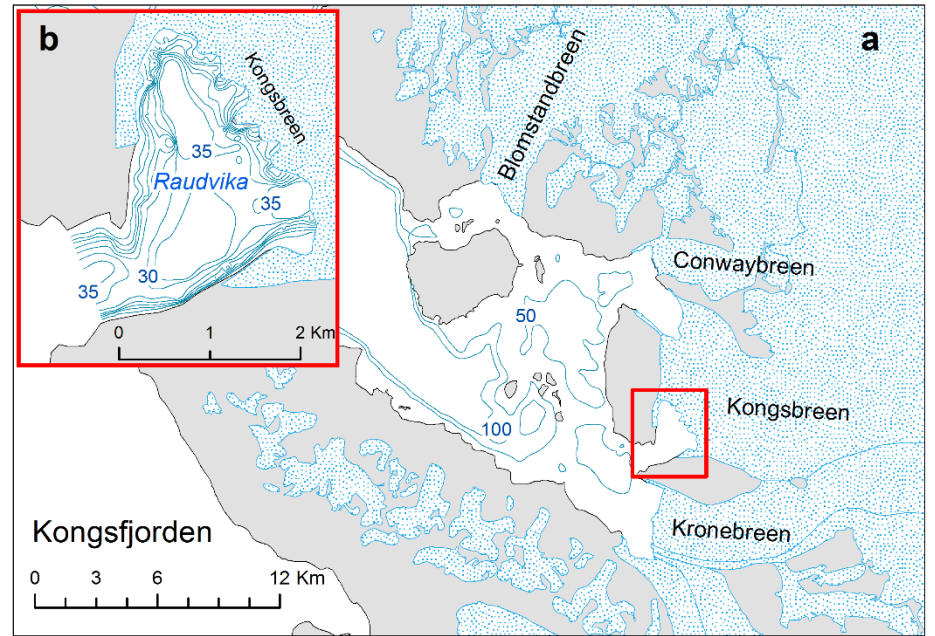 b
a
Kongsbreen
35
Raudvika
35
30
35
0 1 2 Km
Blomstandbreen
Conwaybreen
50
Kongsbreen
100
Kronebreen
Kongsfjorden
0 3 6 12 Km